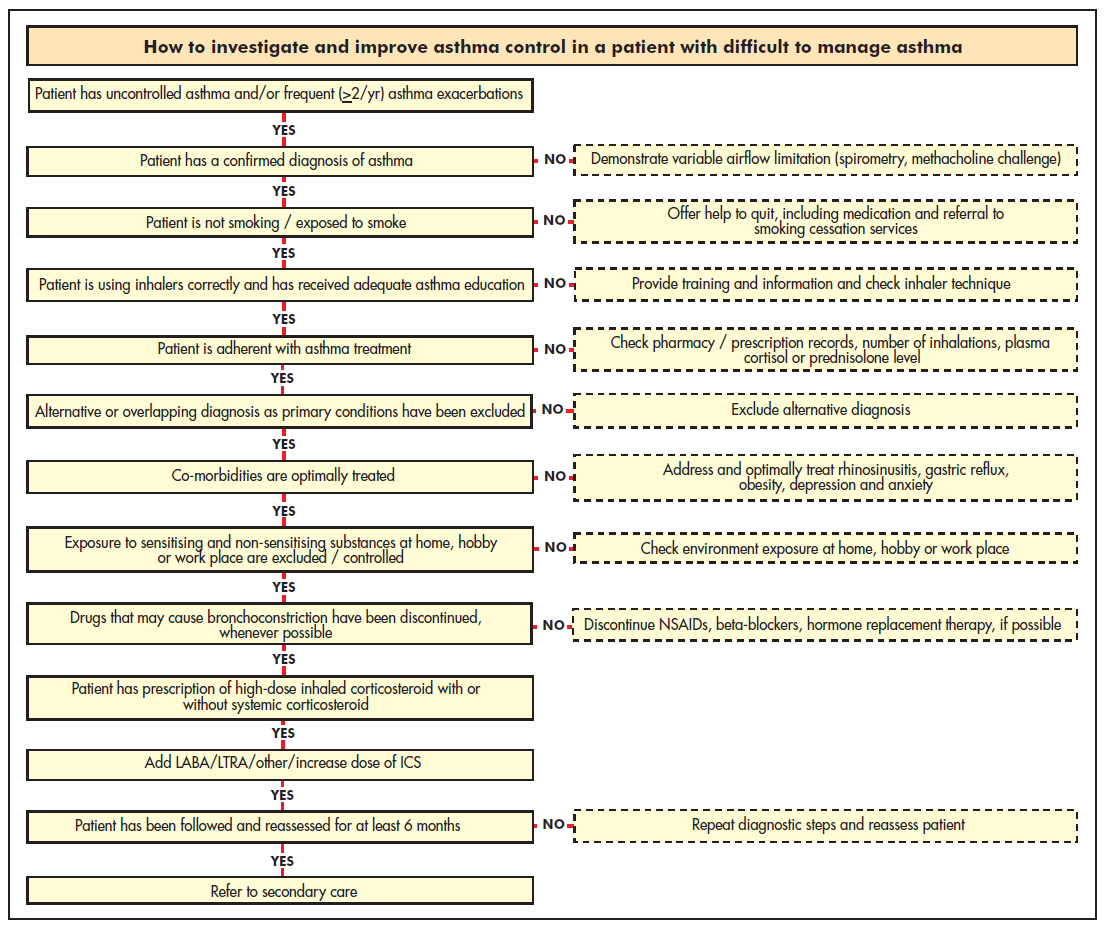 How to investigate and improve asthma control in a patient with difficult to manage asthma
Patient has uncontrolled asthma and/or frequent (≥2/yr) asthma exacerbations
YES
Patient has a confirmed diagnosis of asthma
NO
Demonstrate variable airflow limitation (spirometry, methacholine challenge)
YES
Patient is not smoking / exposed to smoke
NO
Offer help to quit, including medication and referral to
smoking cessation services
YES
Patient is using inhalers correctly and has received adequate asthma education
NO
Provide training and information and check inhaler technique
YES
Patient is adherent with asthma treatment
NO
Check pharmacy / prescription records, number of inhalations, plasma
cortisol or prednisolone level
YES
Alternative or overlapping diagnosis as primary conditions have been excluded
NO
Exclude alternative diagnosis
YES
Co-morbidities are optimally treated
NO
Address and optimally treat rhinosinusitis, gastric reflux,
obesity, depression and anxiety
YES
Exposure to sensitising and non-sensitising substances at home, hobby
or work place are excluded / controlled
NO
Check environment exposure at home, hobby or work place
YES
Drugs that may cause bronchoconstriction have been discontinued,
whenever possible
NO
Discontinue NSAIDs, beta-blockers, hormone replacement therapy, if possible
YES
Patient has prescription of high-dose inhaled corticosteroid with or
without systemic corticosteroid
YES
Add LABA/LTRA/other/increase dose of ICS
YES
Patient has been followed and reassessed for at least 6 months
NO
Repeat diagnostic steps and reassess patient
YES
Refer to secondary care